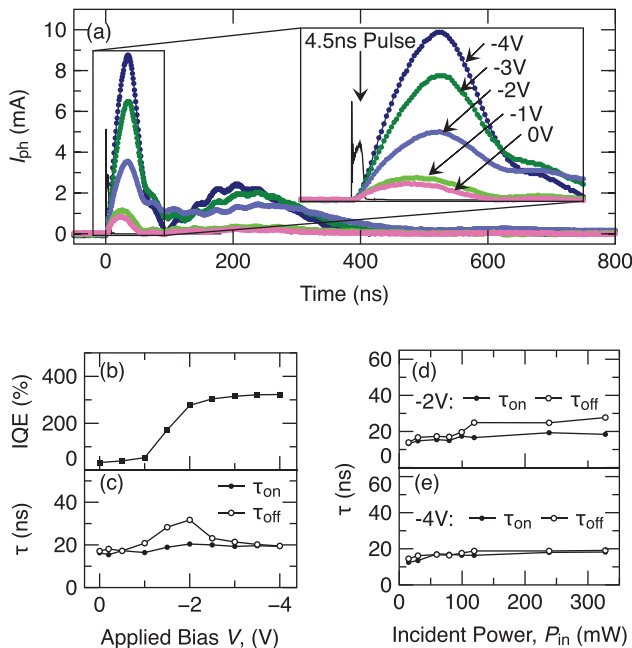 (a)
4.5ns Pulse
-4V
-3V
-2V
-1V
0V
10
8
6
4
2
0
I_ph (mA)
0 200 400 600 800
Time (ns)
(b)
400
200
0
IQE (%)
(c)
τ_on
τ_off
60
40
20
0
τ (ns)
0 −2 −4
Applied Bias V, (V)
(d)
-2V: τ_on τ_off
60
40
20
0
(e)
-4V: τ_on τ_off
60
40
20
0
τ (ns)
0 100 200 300
Incident Power, P_in (mW)